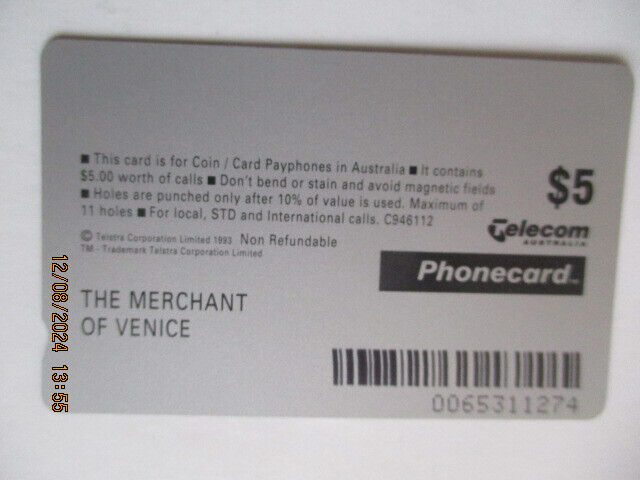 ■ This card is for Coin / Card Payphones in Australia ■ It contains
$5.00 worth of calls ■ Don't bend or stain and avoid magnetic fields
■ Holes are punched only after 10% of value is used. Maximum of
11 holes ■ For local, STD and International calls. C946112
© Telstra Corporation Limited 1993 Non Refundable
TM - Trademark Telstra Corporation Limited
$5
Telecom
AUSTRALIA
Phonecard™
THE MERCHANT
OF VENICE
0065311274
12/08/2024 13:55